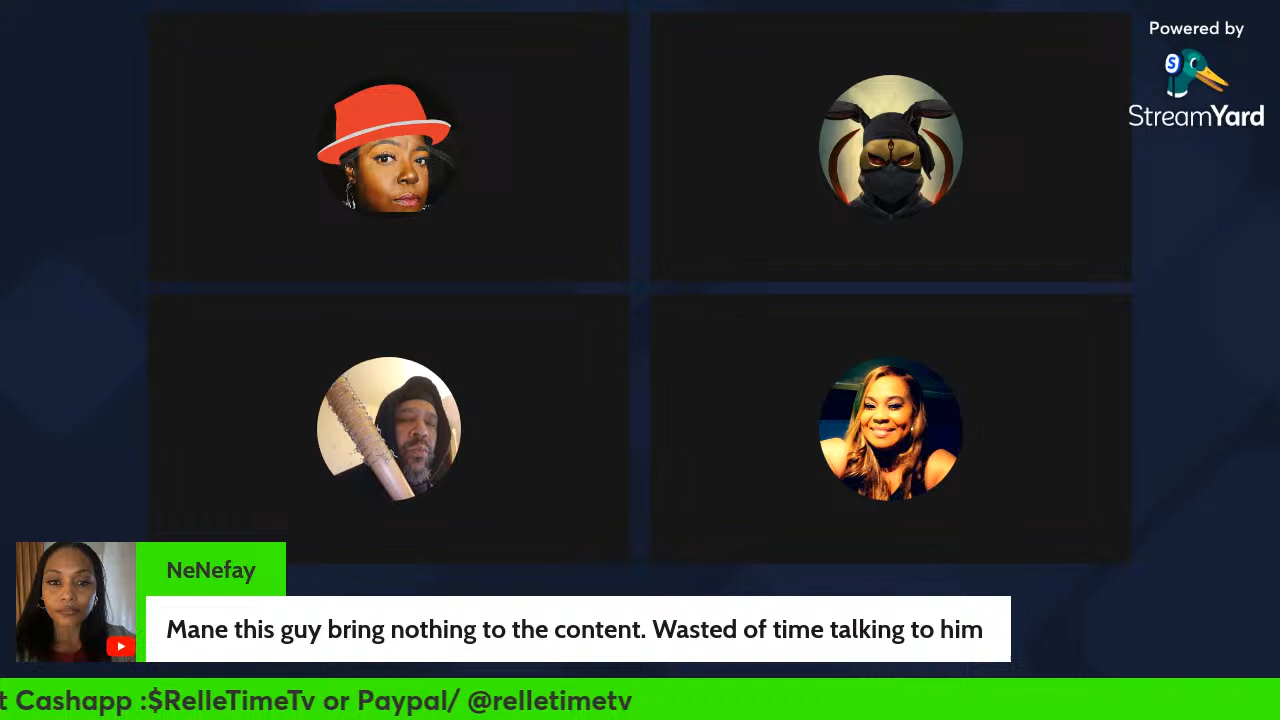 Powered by
StreamYard
NeNefay
Mane this guy bring nothing to the content. Wasted of time talking to him
t Cashapp :$RelleTimeTv or Paypal/ @relletimetv